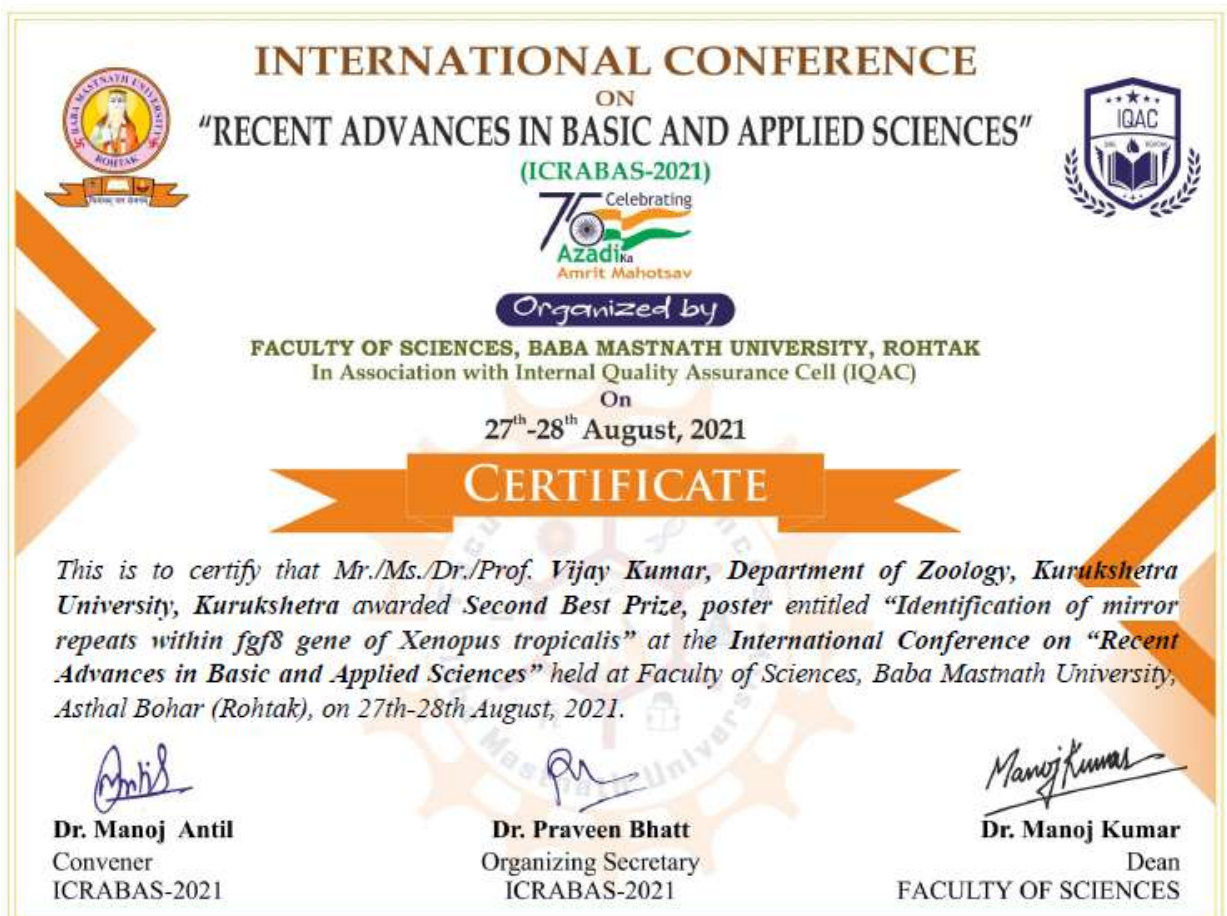 INTERNATIONAL CONFERENCE
ON
“RECENT ADVANCES IN BASIC AND APPLIED SCIENCES”
(ICRABAS-2021)
BABA MASTNATH UNIVERSITY
ROHTAK
IQAC
75 Celebrating
Azadi Ka
Amrit Mahotsav
Organized by
FACULTY OF SCIENCES, BABA MASTNATH UNIVERSITY, ROHTAK
In Association with Internal Quality Assurance Cell (IQAC)
On
27th-28th August, 2021
CERTIFICATE
This is to certify that Mr./Ms./Dr./Prof. Vijay Kumar, Department of Zoology, Kurukshetra
University, Kurukshetra awarded Second Best Prize, poster entitled “Identification of mirror
repeats within fgf8 gene of Xenopus tropicalis” at the International Conference on “Recent
Advances in Basic and Applied Sciences” held at Faculty of Sciences, Baba Mastnath University,
Asthal Bohar (Rohtak), on 27th-28th August, 2021.
Manoj Kumar
Dr. Manoj Antil
Convener
ICRABAS-2021
Dr. Praveen Bhatt
Organizing Secretary
ICRABAS-2021
Dr. Manoj Kumar
Dean
FACULTY OF SCIENCES